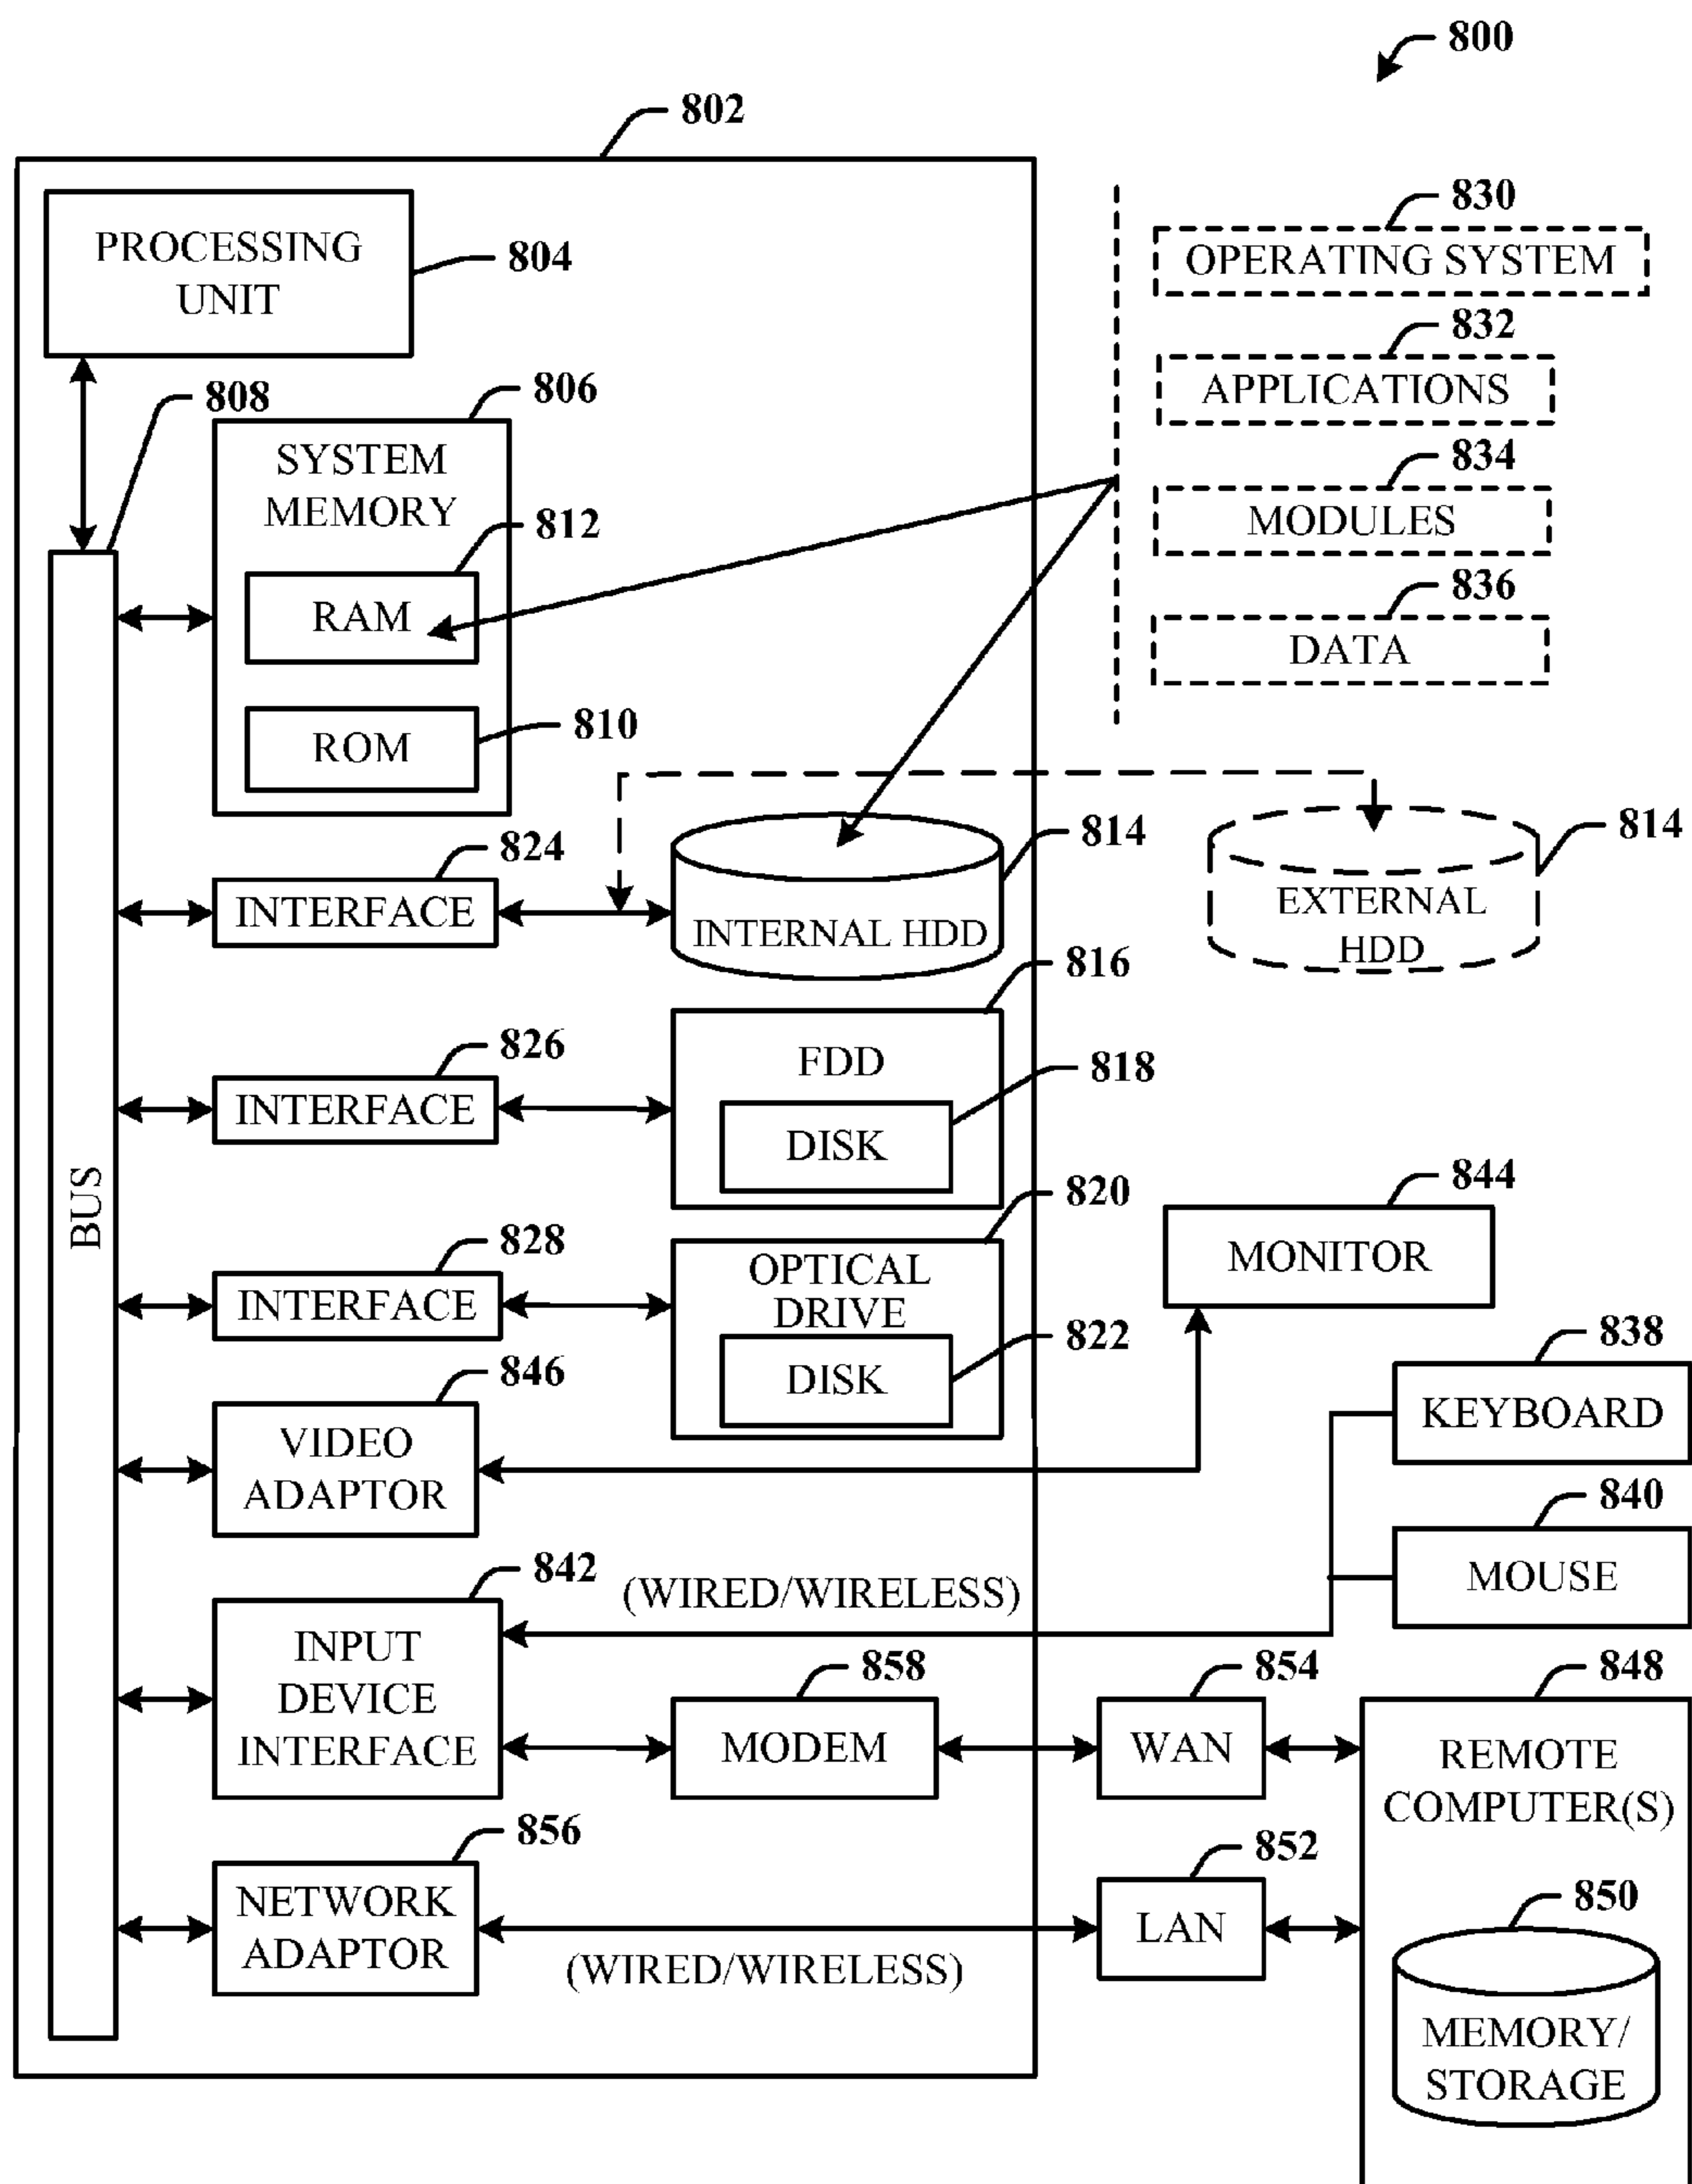 800
802
PROCESSING
UNIT
804
830
OPERATING SYSTEM
832
APPLICATIONS
834
MODULES
836
DATA
808
806
SYSTEM
MEMORY
812
RAM
810
ROM
824
INTERFACE
814
INTERNAL HDD
814
EXTERNAL
HDD
816
826
INTERFACE
FDD
818
DISK
BUS
820
828
INTERFACE
OPTICAL
DRIVE
822
DISK
844
MONITOR
846
VIDEO
ADAPTOR
838
KEYBOARD
840
MOUSE
842
(WIRED/WIRELESS)
INPUT
DEVICE
INTERFACE
858
MODEM
854
WAN
848
REMOTE
COMPUTER(S)
856
NETWORK
ADAPTOR
(WIRED/WIRELESS)
852
LAN
850
MEMORY/
STORAGE